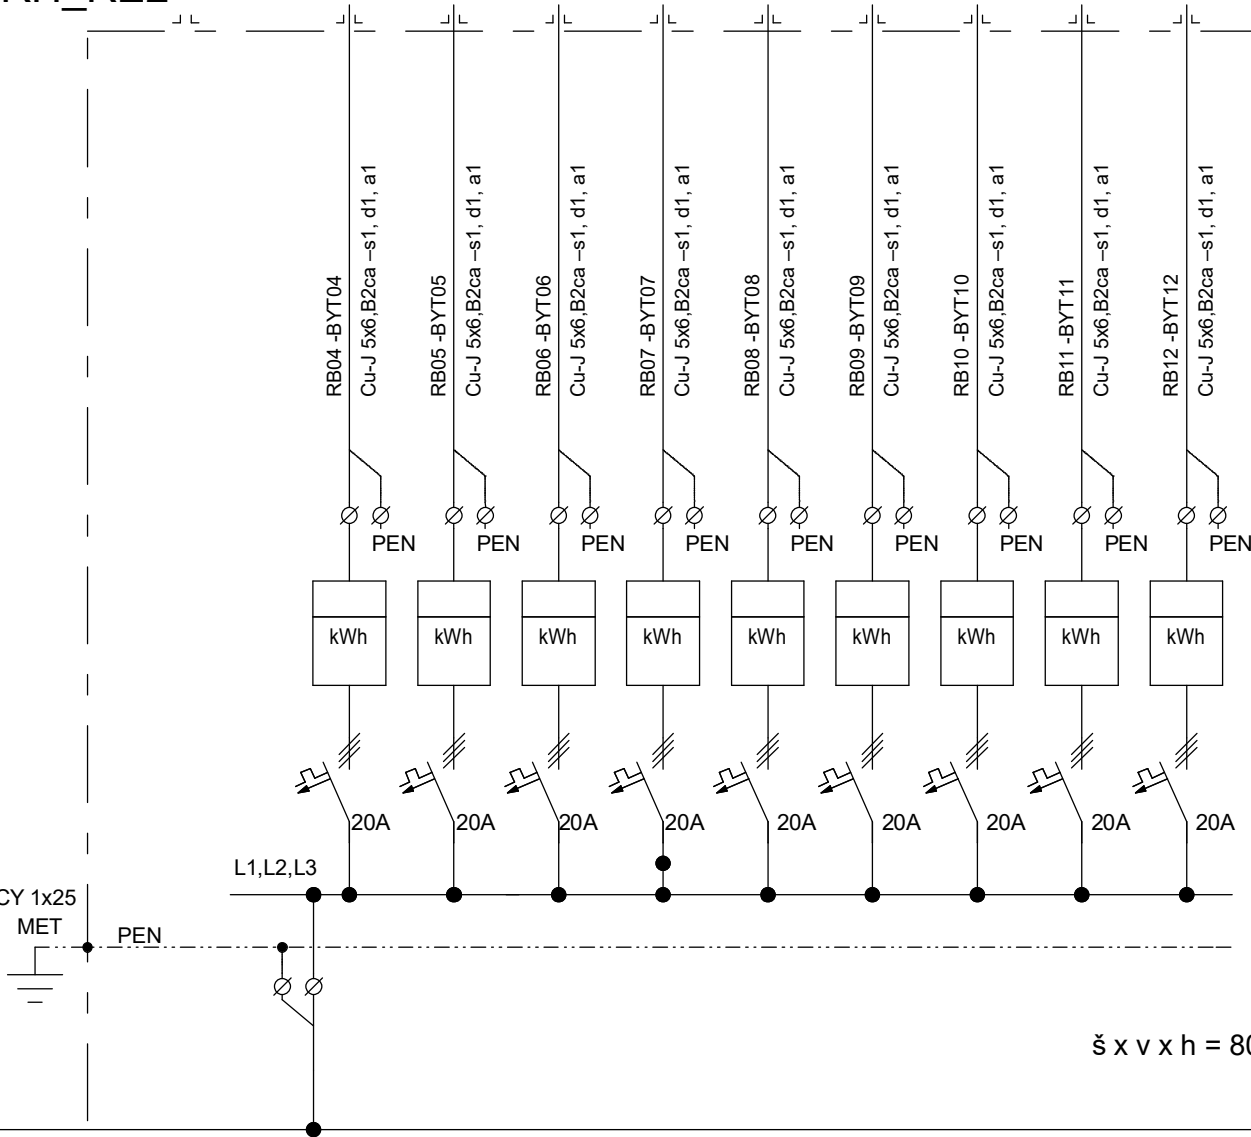 RB04 -BYT04
Cu-J 5x6,B2ca –s1, d1, a1
RB05 -BYT05
Cu-J 5x6,B2ca –s1, d1, a1
RB06 -BYT06
Cu-J 5x6,B2ca –s1, d1, a1
RB07 -BYT07
Cu-J 5x6,B2ca –s1, d1, a1
RB08 -BYT08
Cu-J 5x6,B2ca –s1, d1, a1
RB09 -BYT09
Cu-J 5x6,B2ca –s1, d1, a1
RB10 -BYT10
Cu-J 5x6,B2ca –s1, d1, a1
RB11 -BYT11
Cu-J 5x6,B2ca –s1, d1, a1
RB12 -BYT12
Cu-J 5x6,B2ca –s1, d1, a1
PEN PEN PEN PEN PEN PEN PEN PEN PEN
kWh kWh kWh kWh kWh kWh kWh kWh kWh
20A 20A 20A 20A 20A 20A 20A 20A 20A
L1,L2,L3
CY 1x25
MET
PEN
š x v x h = 80